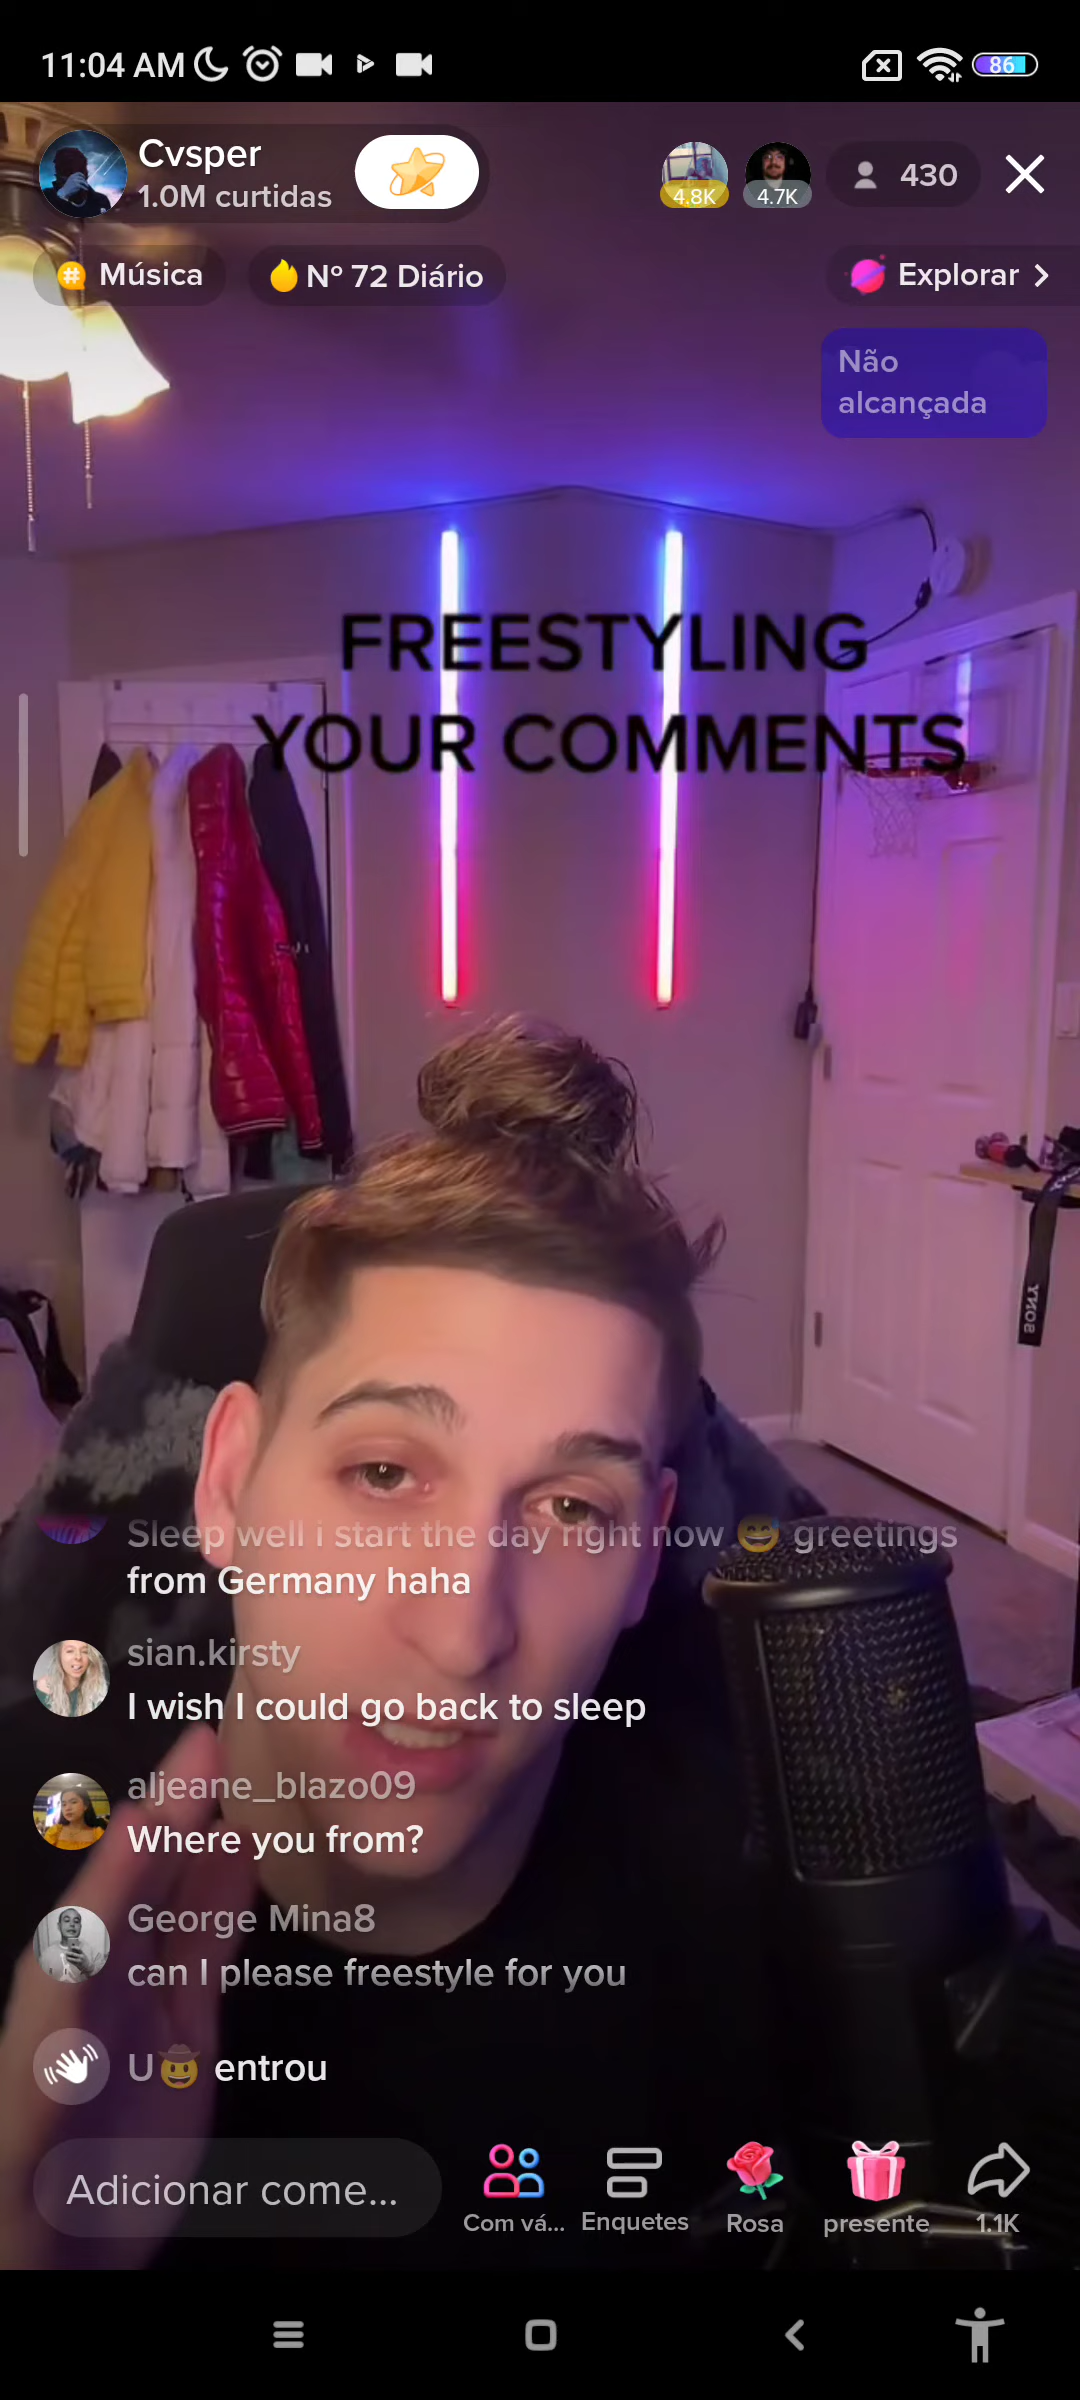 11:04 AM
86
Cvsper
1.0M curtidas
4.8K
4.7K
430
Música
Nº 72 Diário
Explorar
Não
alcançada
FREESTYLING
YOUR COMMENTS
SONY
Sleep well i start the day right now 😅 greetings
from Germany haha
sian.kirsty
I wish I could go back to sleep
aljeane_blazo09
Where you from?
George Mina8
can I please freestyle for you
U🤠 entrou
Adicionar come...
Com vá...
Enquetes
Rosa
presente
1.1K